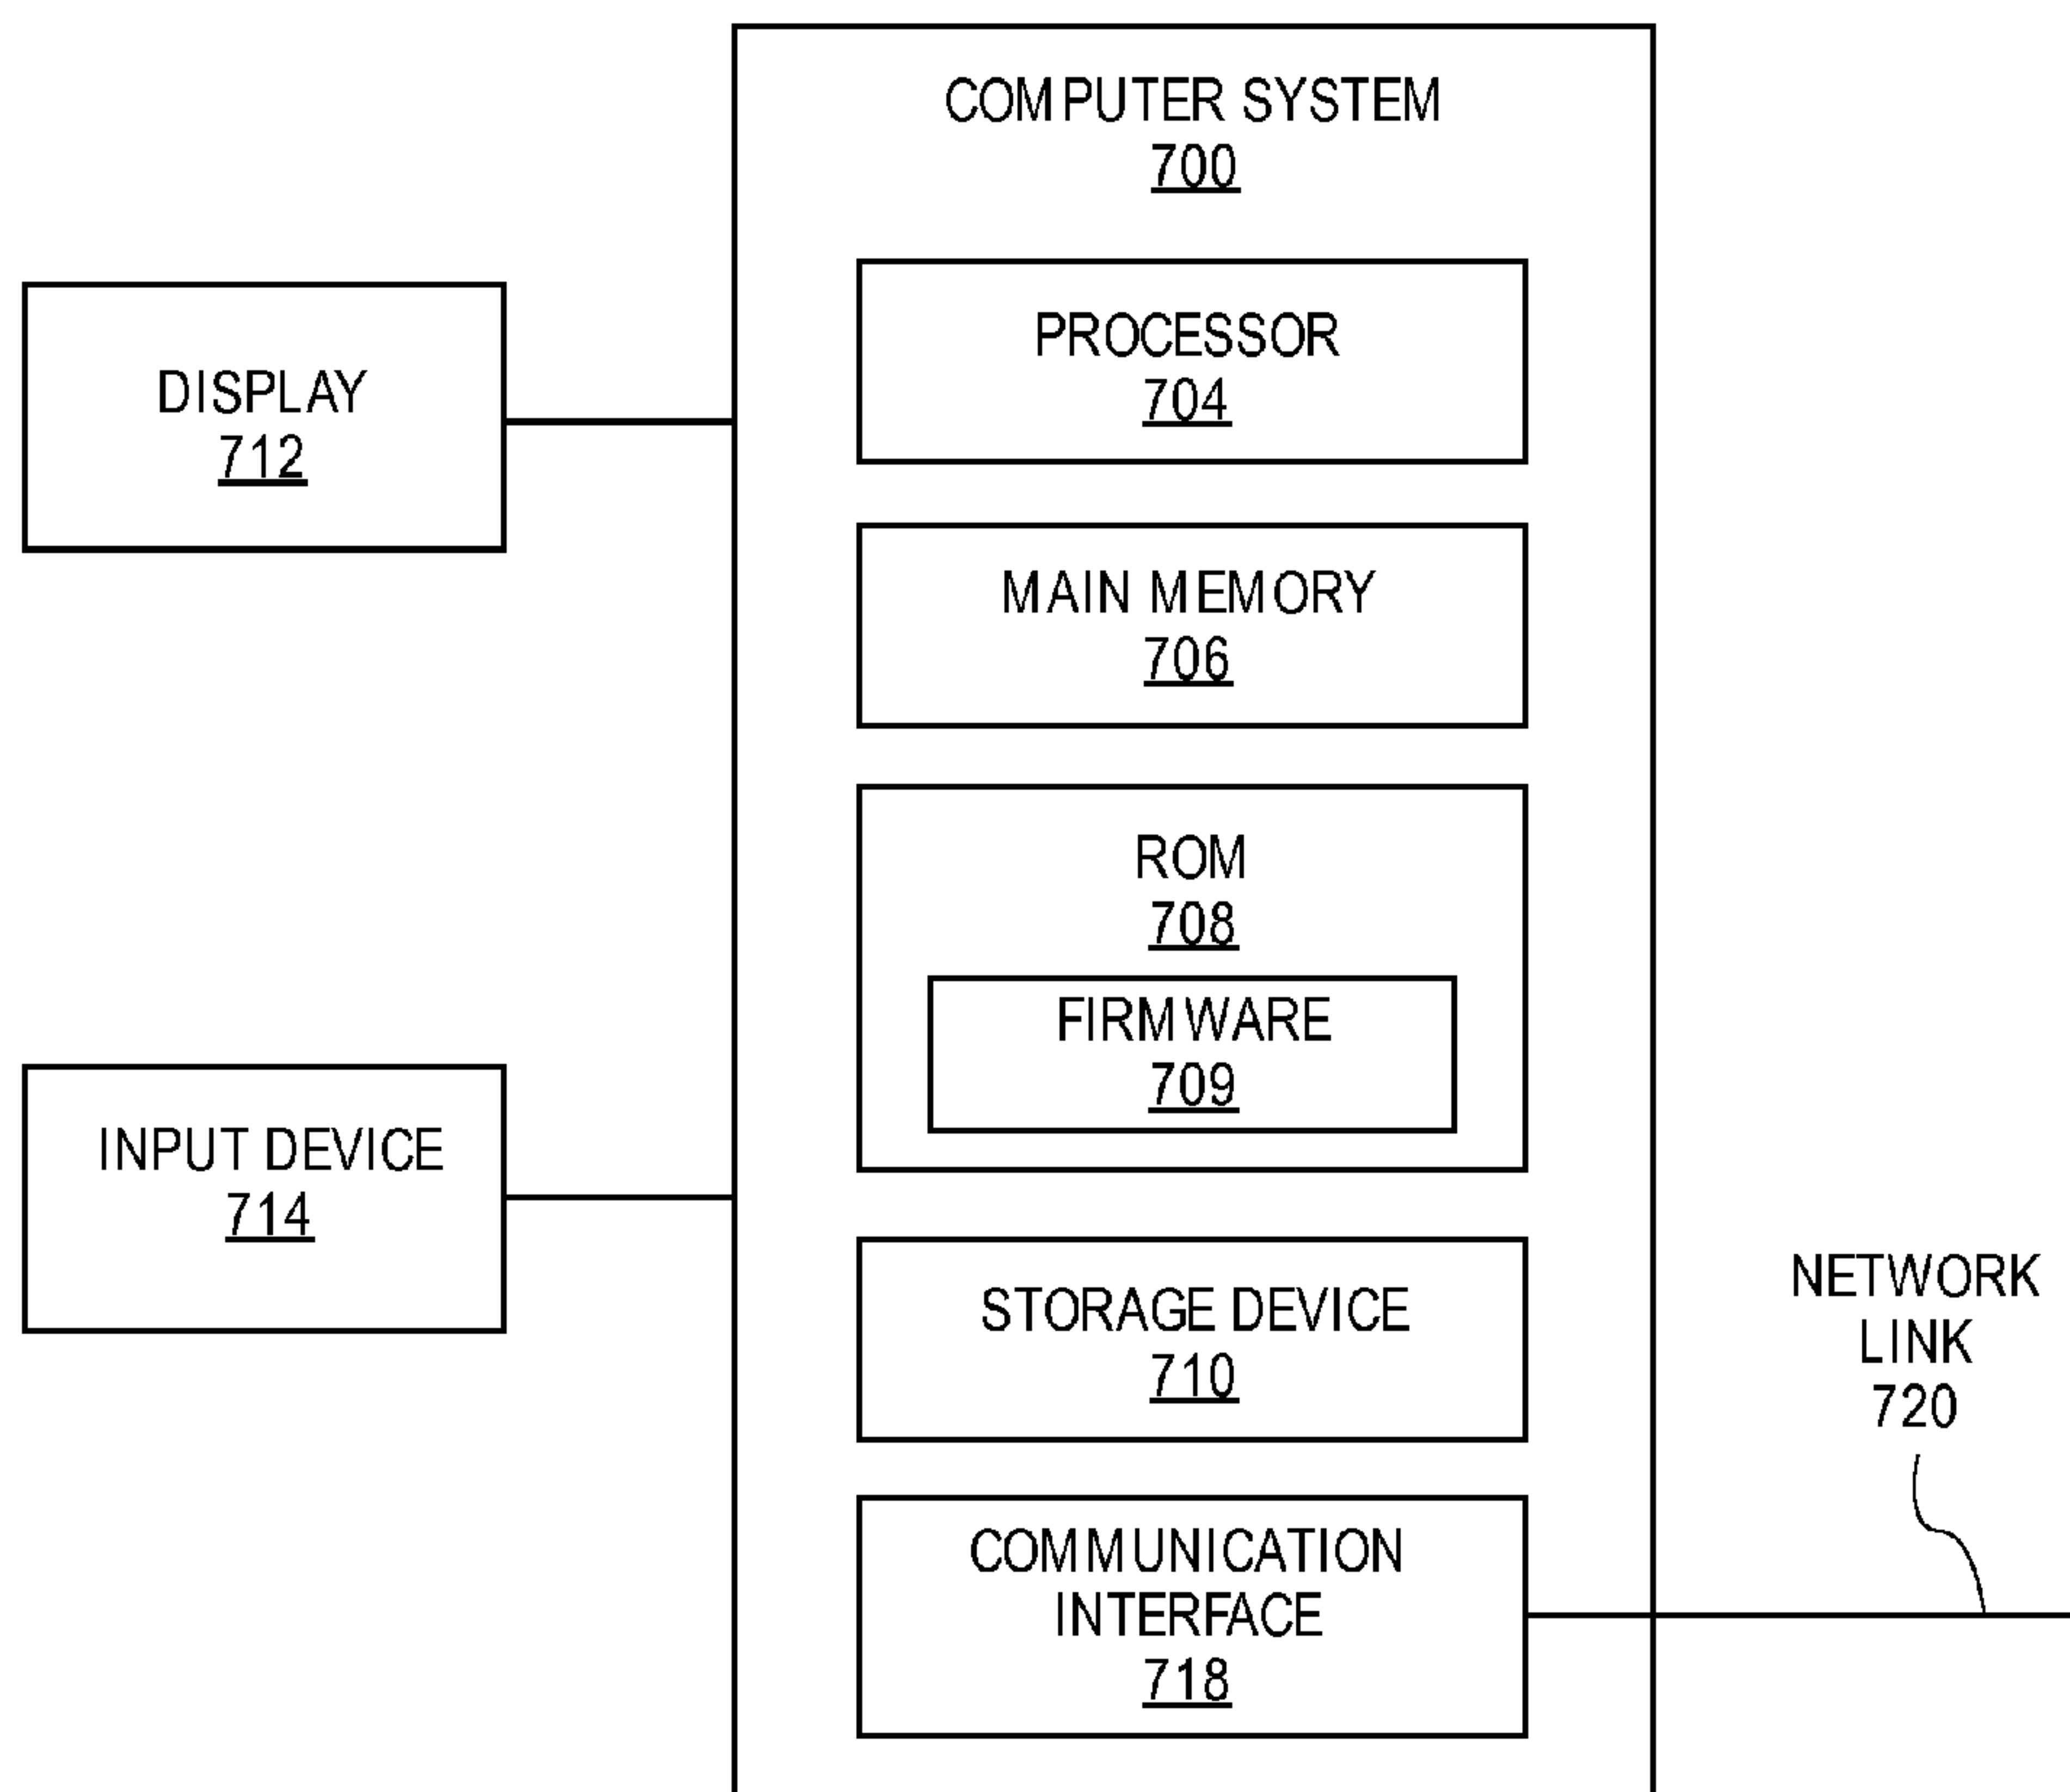 COMPUTER SYSTEM
700
PROCESSOR
704
DISPLAY
712
MAIN MEMORY
706
ROM
708
FIRMWARE
709
INPUT DEVICE
714
STORAGE DEVICE
710
NETWORK
LINK
720
COMMUNICATION
INTERFACE
718